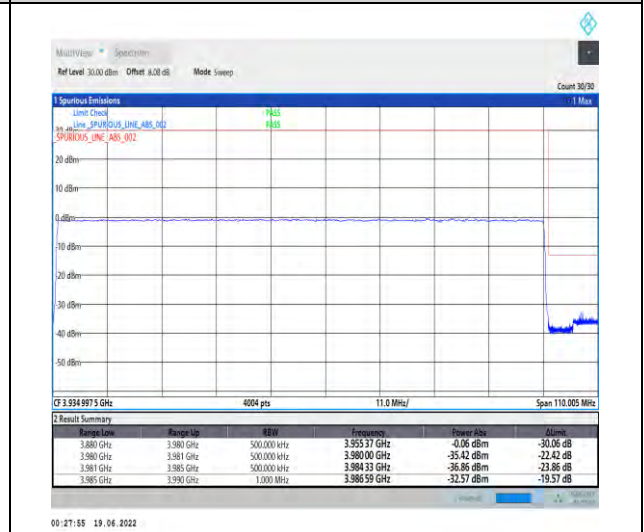 MultiView Spectrum
Ref Level 30.00 dBm Offset 8.08 dB Mode Sweep
Count 30/30
1 Spurious Emissions 1 Max
Limit Check PASS
Line _SPURIOUS_LINE_ABS_002 PASS
30 dBm
_SPURIOUS_LINE_ABS_002
20 dBm
10 dBm
0 dBm
-10 dBm
-20 dBm
-30 dBm
-40 dBm
-50 dBm
CF 3.934 997 5 GHz 4004 pts 11.0 MHz/ Span 110.005 MHz
2 Result Summary
Range Low Range Up RBW Frequency Power Abs ΔLimit
3.880 GHz 3.980 GHz 500.000 kHz 3.955 37 GHz -0.06 dBm -30.06 dB
3.980 GHz 3.981 GHz 500.000 kHz 3.980 00 GHz -35.42 dBm -22.42 dB
3.981 GHz 3.985 GHz 500.000 kHz 3.984 33 GHz -36.86 dBm -23.86 dB
3.985 GHz 3.990 GHz 1.000 MHz 3.986 59 GHz -32.57 dBm -19.57 dB
00:27:55 19.06.2022